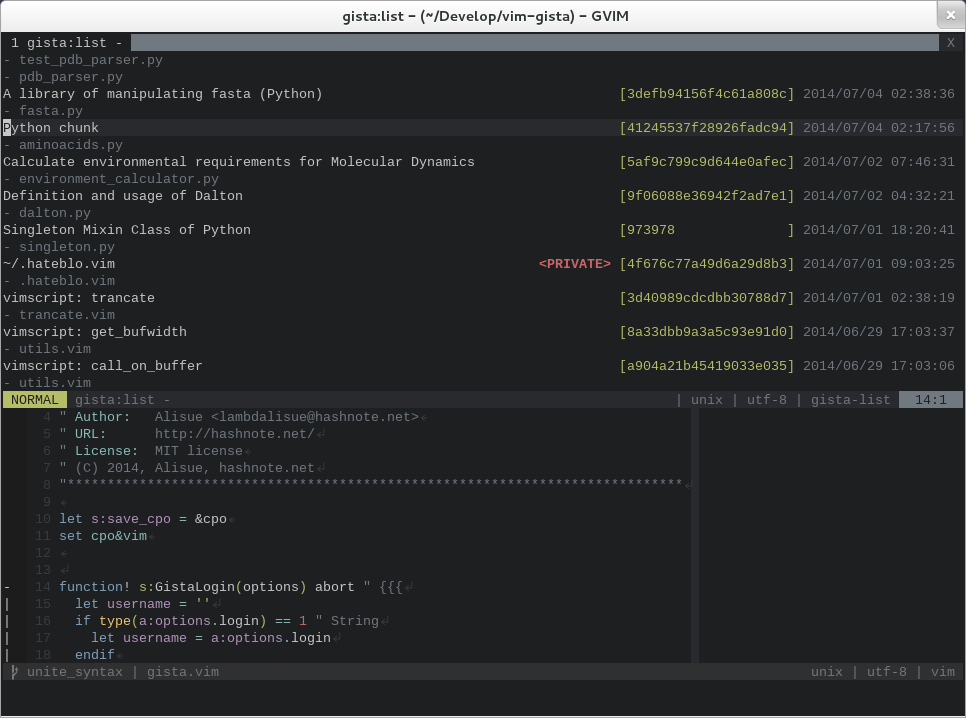 gista:list - (~/Develop/vim-gista) - GVIM ×
1 gista:list - X
- test_pdb_parser.py
- pdb_parser.py
A library of manipulating fasta (Python) [3defb94156f4c61a808c] 2014/07/04 02:38:36
- fasta.py
Python chunk [41245537f28926fadc94] 2014/07/04 02:17:56
- aminoacids.py
Calculate environmental requirements for Molecular Dynamics [5af9c799c9d644e0afec] 2014/07/02 07:46:31
- environment_calculator.py
Definition and usage of Dalton [9f06088e36942f2ad7e1] 2014/07/02 04:32:21
- dalton.py
Singleton Mixin Class of Python [973978              ] 2014/07/01 18:20:41
- singleton.py
~/.hateblo.vim <PRIVATE> [4f676c77a49d6a29d8b3] 2014/07/01 09:03:25
- .hateblo.vim
vimscript: trancate [3d40989cdcdbb30788d7] 2014/07/01 02:38:19
- trancate.vim
vimscript: get_bufwidth [8a33dbb9a3a5c93e91d0] 2014/06/29 17:03:37
- utils.vim
vimscript: call_on_buffer [a904a21b45419033e035] 2014/06/29 17:03:06
- utils.vim
NORMAL gista:list - | unix | utf-8 | gista-list 14:1
4 " Author:   Alisue <lambdalisue@hashnote.net>↲
5 " URL:      http://hashnote.net/↲
6 " License:  MIT license↲
7 " (C) 2014, Alisue, hashnote.net↲
8 "*****************************************************************************↲
9 ↲
10 let s:save_cpo = &cpo↲
11 set cpo&vim↲
12 ↲
13 ↲
- 14 function! s:GistaLogin(options) abort " {{{↲
| 15   let username = ''↲
| 16   if type(a:options.login) == 1 " String↲
| 17     let username = a:options.login↲
| 18   endif↲
unite_syntax | gista.vim unix | utf-8 | vim